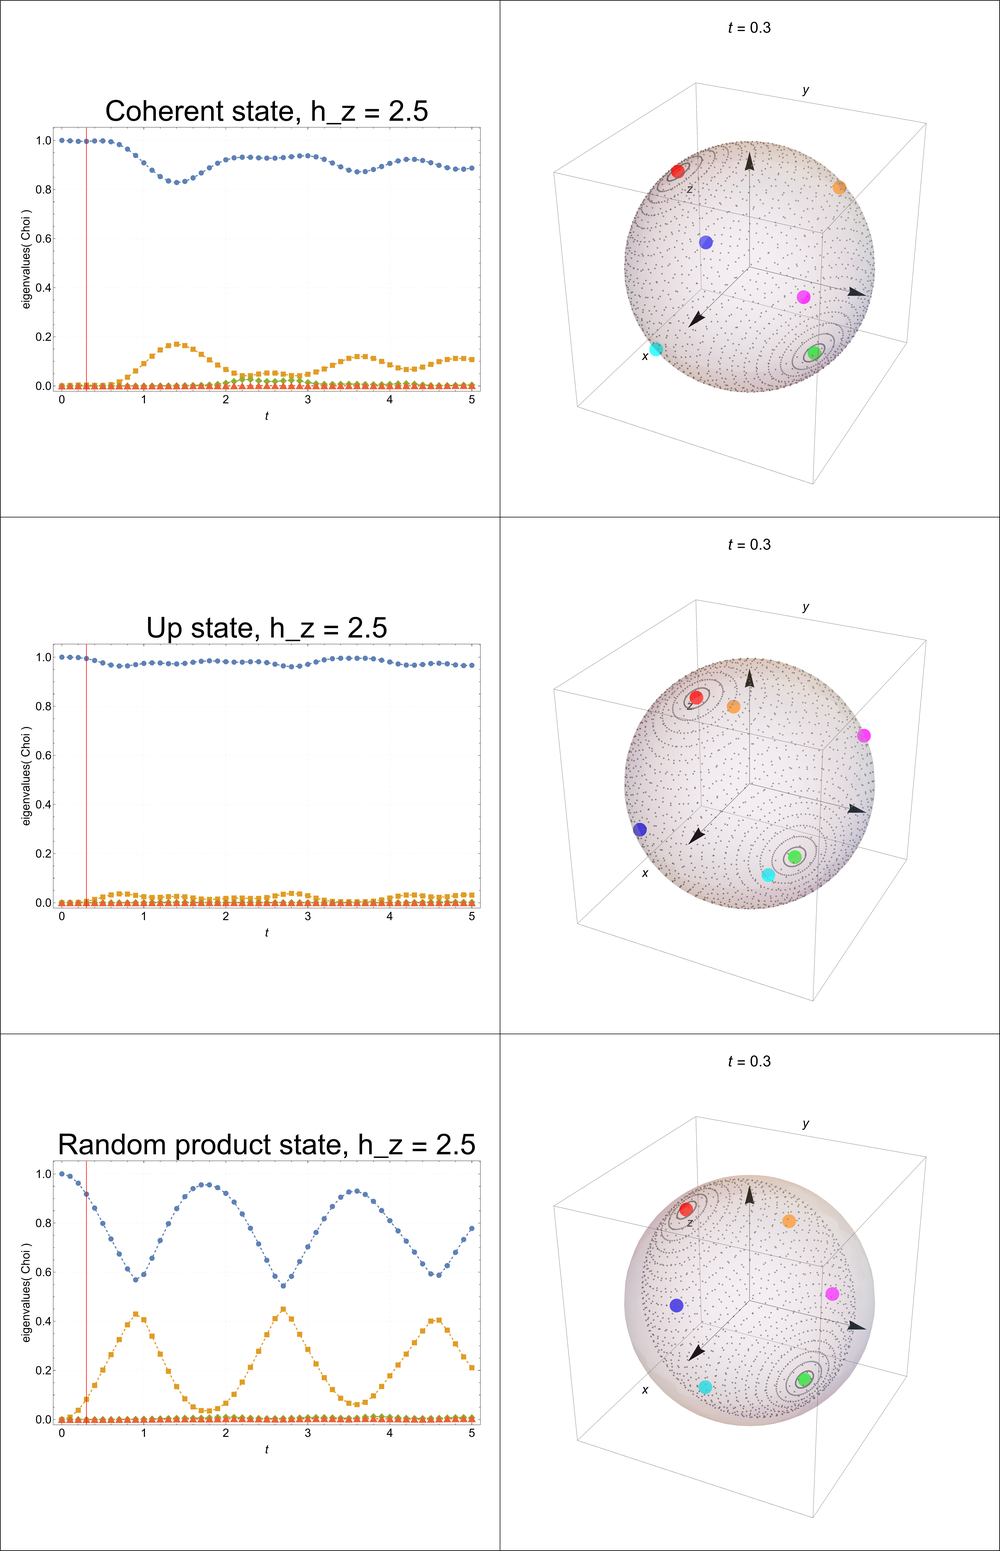 Coherent state, h_z = 2.5
1.0
0.8
0.6
0.4
0.2
0.0
eigenvalues( Choi )
0 1 2 3 4 5
t
t = 0.3
y
z
x
Up state, h_z = 2.5
1.0
0.8
0.6
0.4
0.2
0.0
eigenvalues( Choi )
0 1 2 3 4 5
t
t = 0.3
y
z
x
Random product state, h_z = 2.5
1.0
0.8
0.6
0.4
0.2
0.0
eigenvalues( Choi )
0 1 2 3 4 5
t
t = 0.3
y
z
x